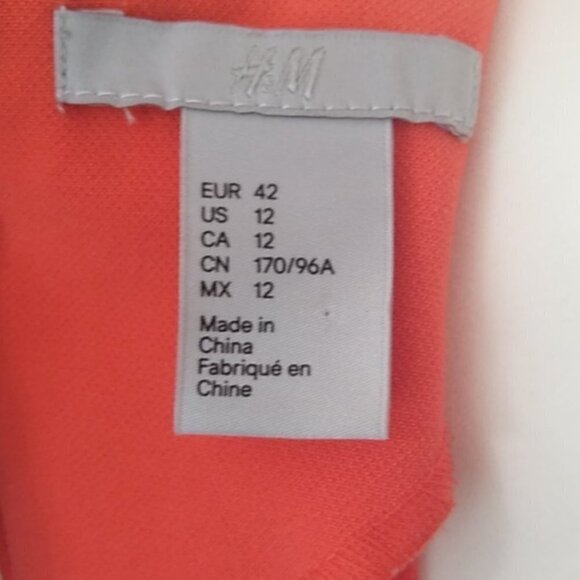 H&M
EUR 42
US 12
CA 12
CN 170/96A
MX 12
Made in
China
Fabriqué en
Chine